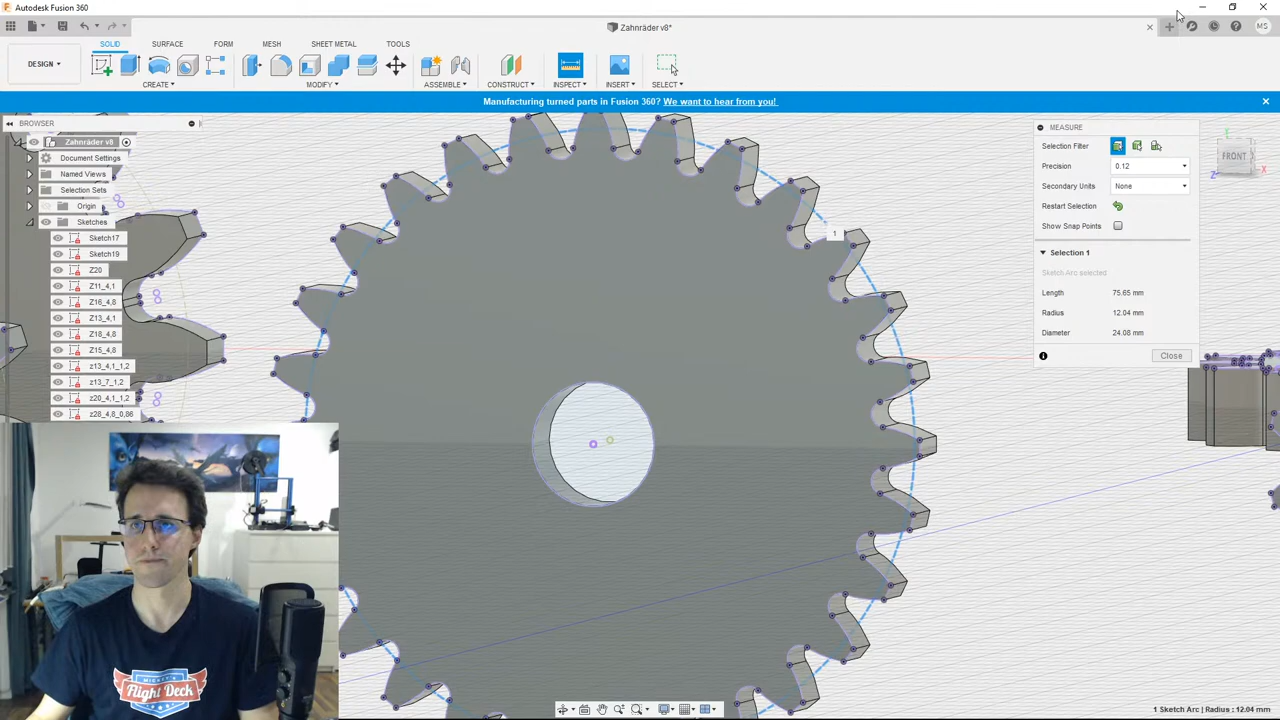 Autodesk Fusion 360
Zahnräder v8*
MS
DESIGN
SOLID
SURFACE
FORM
MESH
SHEET METAL
TOOLS
CREATE
MODIFY
ASSEMBLE
CONSTRUCT
INSPECT
INSERT
SELECT
Manufacturing turned parts in Fusion 360? We want to hear from you!
BROWSER
Zahnräder v8
Document Settings
Named Views
Selection Sets
Origin
Sketches
Sketch17
Sketch19
Z20
Z11_4,1
Z16_4,8
Z13_4,1
Z18_4,8
Z15_4,8
z13_4,1_1,2
z13_7_1,2
z20_4,1_1,2
z28_4,8_0,86
1
MEASURE
Selection Filter
Precision 0.12
Secondary Units None
Restart Selection
Show Snap Points
Selection 1
Sketch Arc selected
Length 75.65 mm
Radius 12.04 mm
Diameter 24.08 mm
Close
FRONT
Y
X
Z
MICKEY'S
Flight Deck
1 Sketch Arc | Radius : 12.04 mm